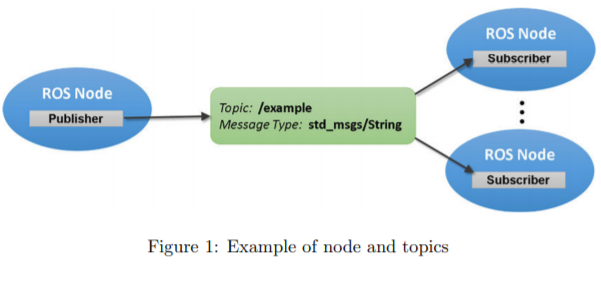 ROS Node
Publisher
Topic: /example
Message Type: std_msgs/String
ROS Node
Subscriber
ROS Node
Subscriber
Figure 1: Example of node and topics